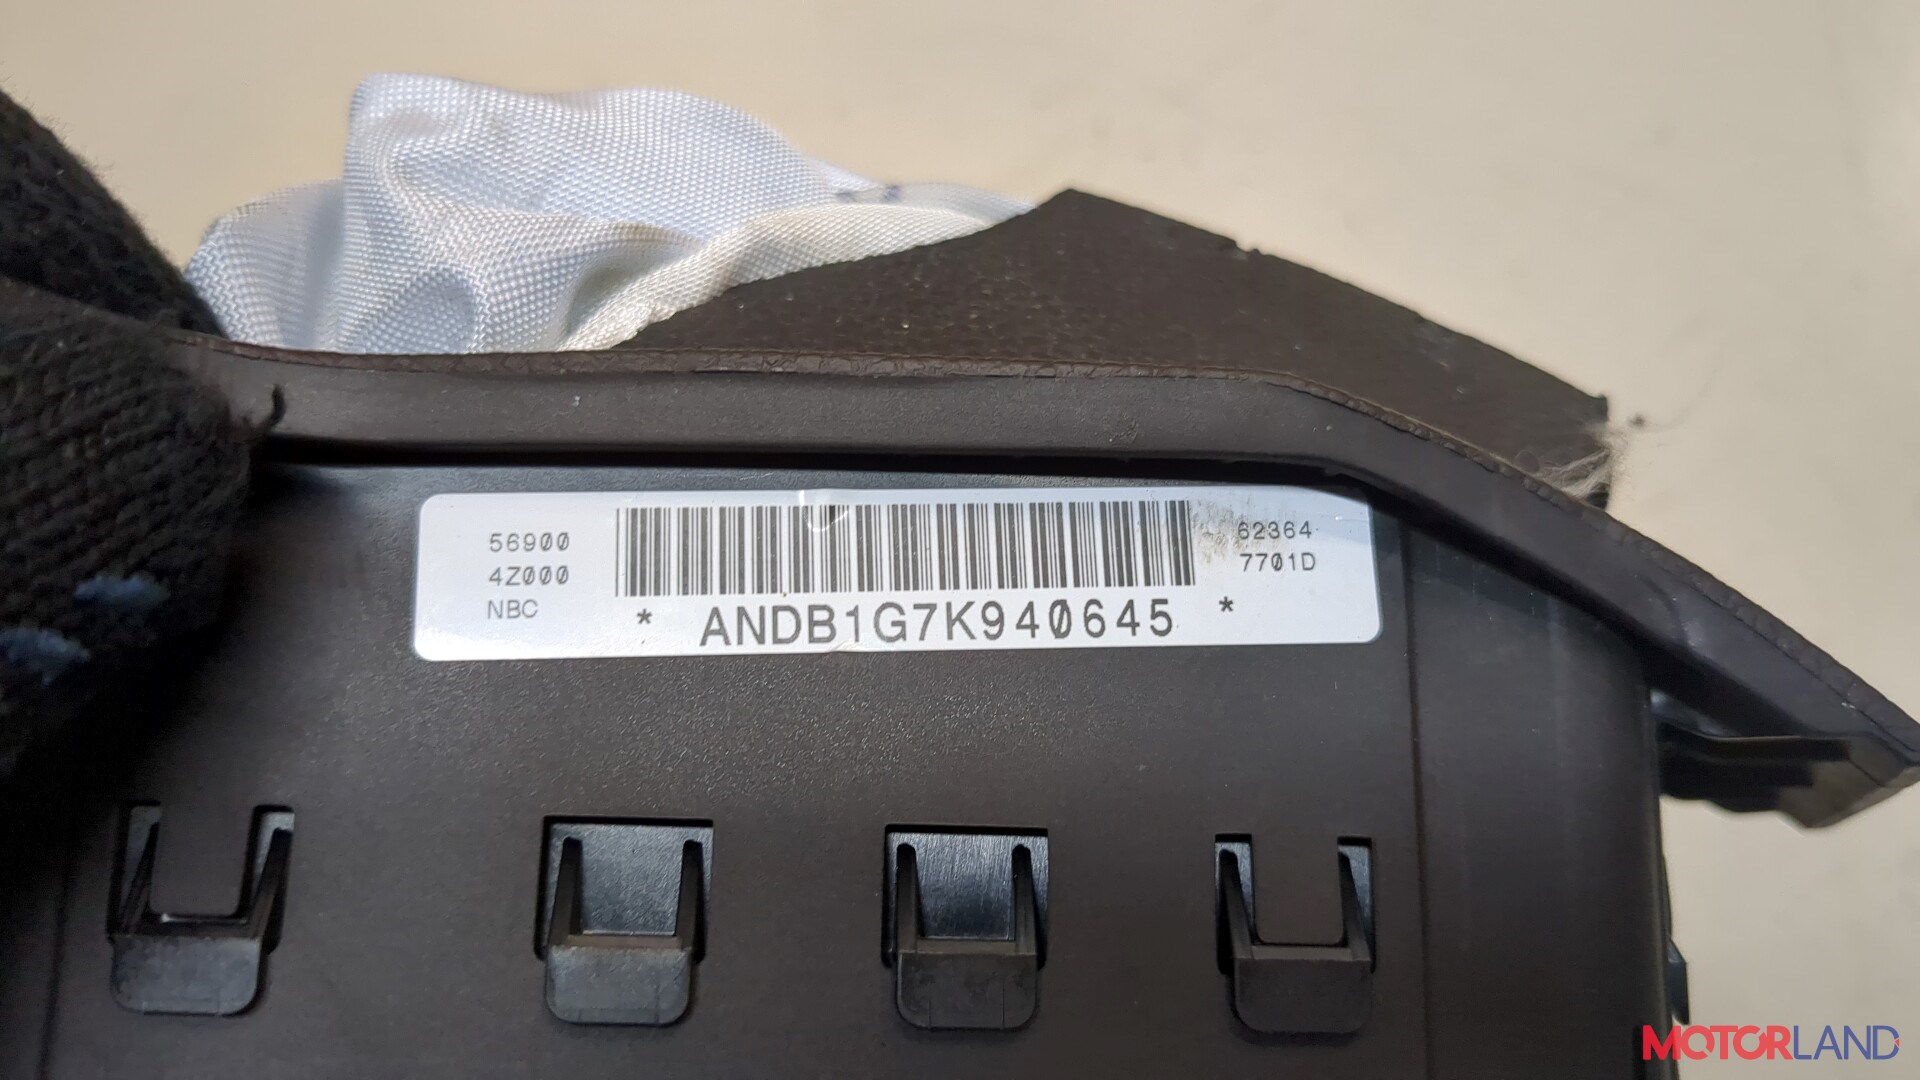 56900
4Z000
NBC
* ANDB1G7K940645 *
62364
7701D
MOTORLAND